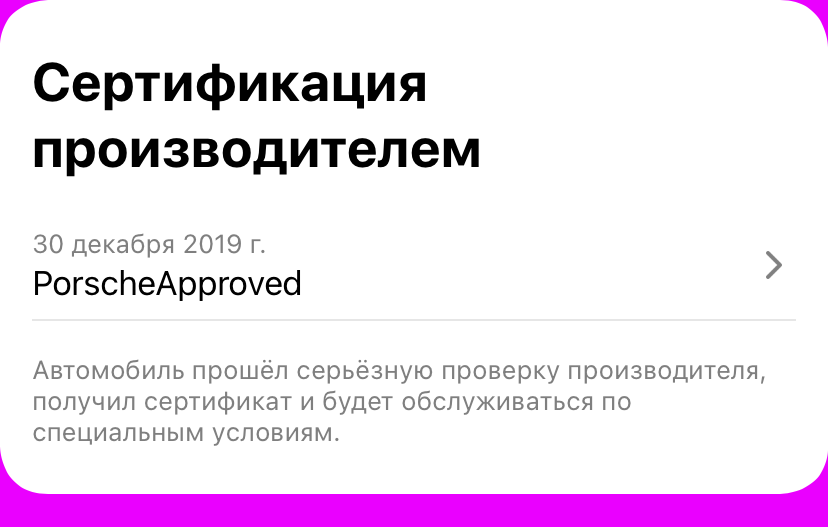 Сертификация
производителем
30 декабря 2019 г.
PorscheApproved
Автомобиль прошёл серьёзную проверку производителя,
получил сертификат и будет обслуживаться по
специальным условиям.